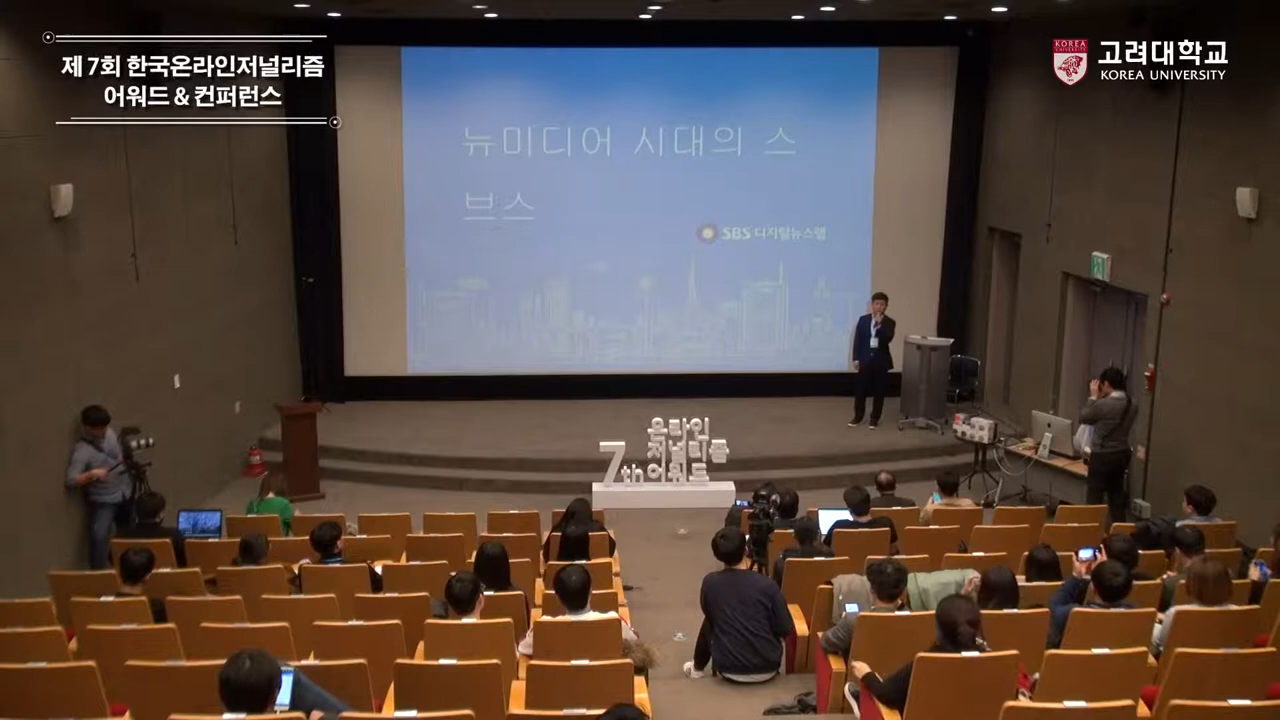 제 7회 한국온라인저널리즘
어워드 & 컨퍼런스
KOREA
고려대학교
KOREA UNIVERSITY
뉴미디어 시대의 스
브스
SBS 디지털뉴스랩
7th
온라인
저널리즘
어워드